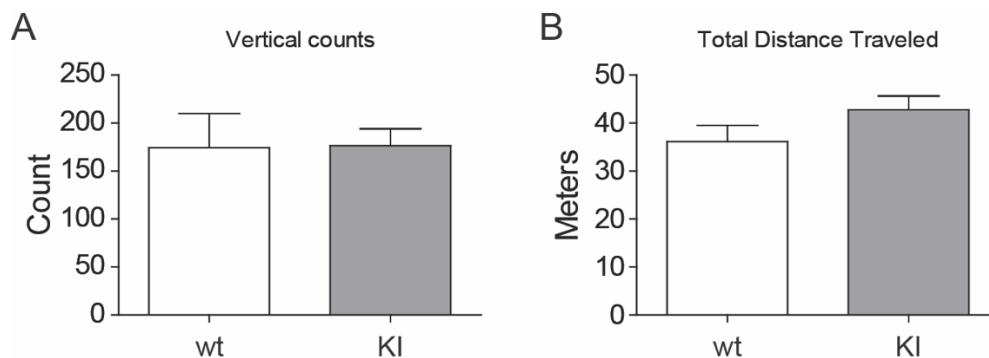 A
Vertical counts
Count
250
200
150
100
50
0
wt
KI
B
Total Distance Traveled
Meters
50
40
30
20
10
0
wt
KI